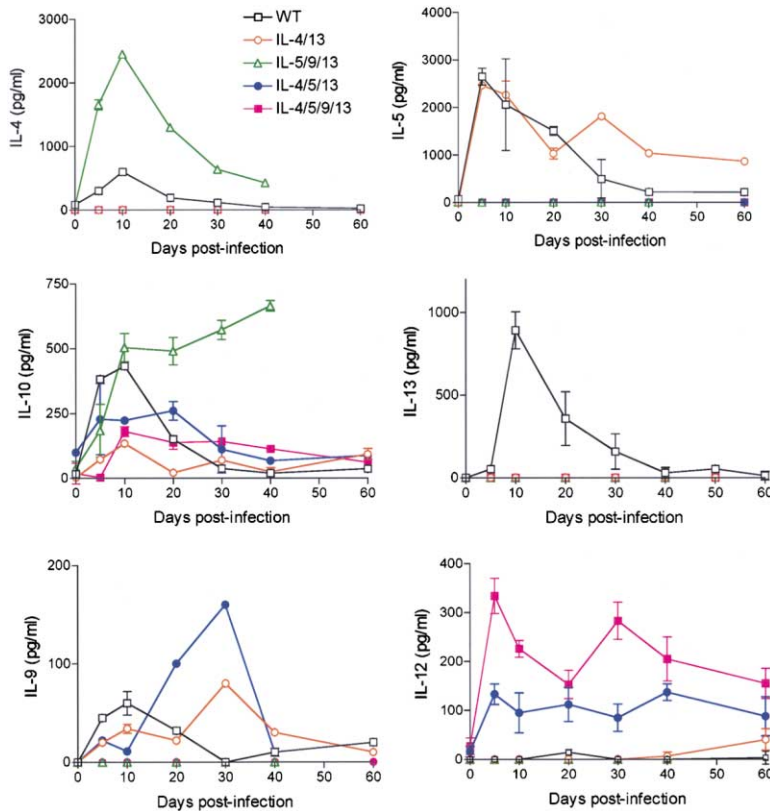 WT
IL-4/13
IL-5/9/13
IL-4/5/13
IL-4/5/9/13
IL-4 (pg/ml)
3000
2000
1000
0
0 10 20 30 40 50 60
Days post-infection
IL-5 (pg/ml)
4000
3000
2000
1000
0
0 10 20 30 40 50 60
Days post-infection
IL-10 (pg/ml)
750
500
250
0
0 10 20 30 40 50 60
Days post-infection
IL-13 (pg/ml)
1000
500
0
0 10 20 30 40 50 60
Days post-infection
IL-9 (pg/ml)
200
100
0
0 10 20 30 40 50 60
Days post-infection
IL-12 (pg/ml)
400
300
200
100
0
0 10 20 30 40 50 60
Days post-infection